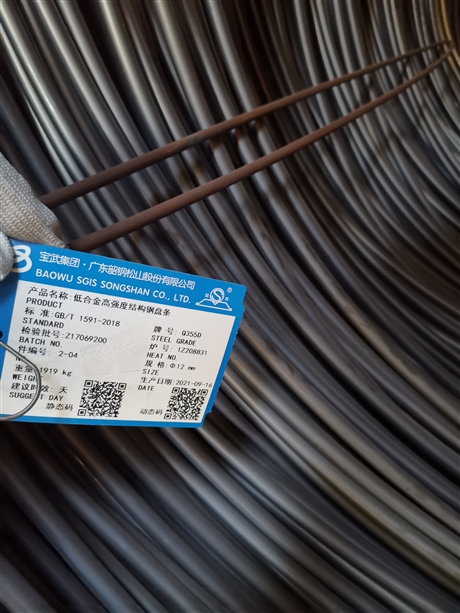 宝武集团·广东韶钢松山股份有限公司
BAOWU SGIS SONGSHAN CO., LTD.
产品名称:低合金高强度结构钢盘条
PRODUCT
标 准:GB/T 1591-2018
STANDARD
牌 号 Q355D
STEEL GRADE
检验批号:Z17069200
BATCH NO
炉 号: 1Z208831
HEAT NO
件编号: 2-04
规 格:Φ12 mm
SIZE
重量:1919 kg
WEIGHT
生产日期 2021-09-16
DATE
建议时效: 天
SUGGEST DAY
静态码
动态码